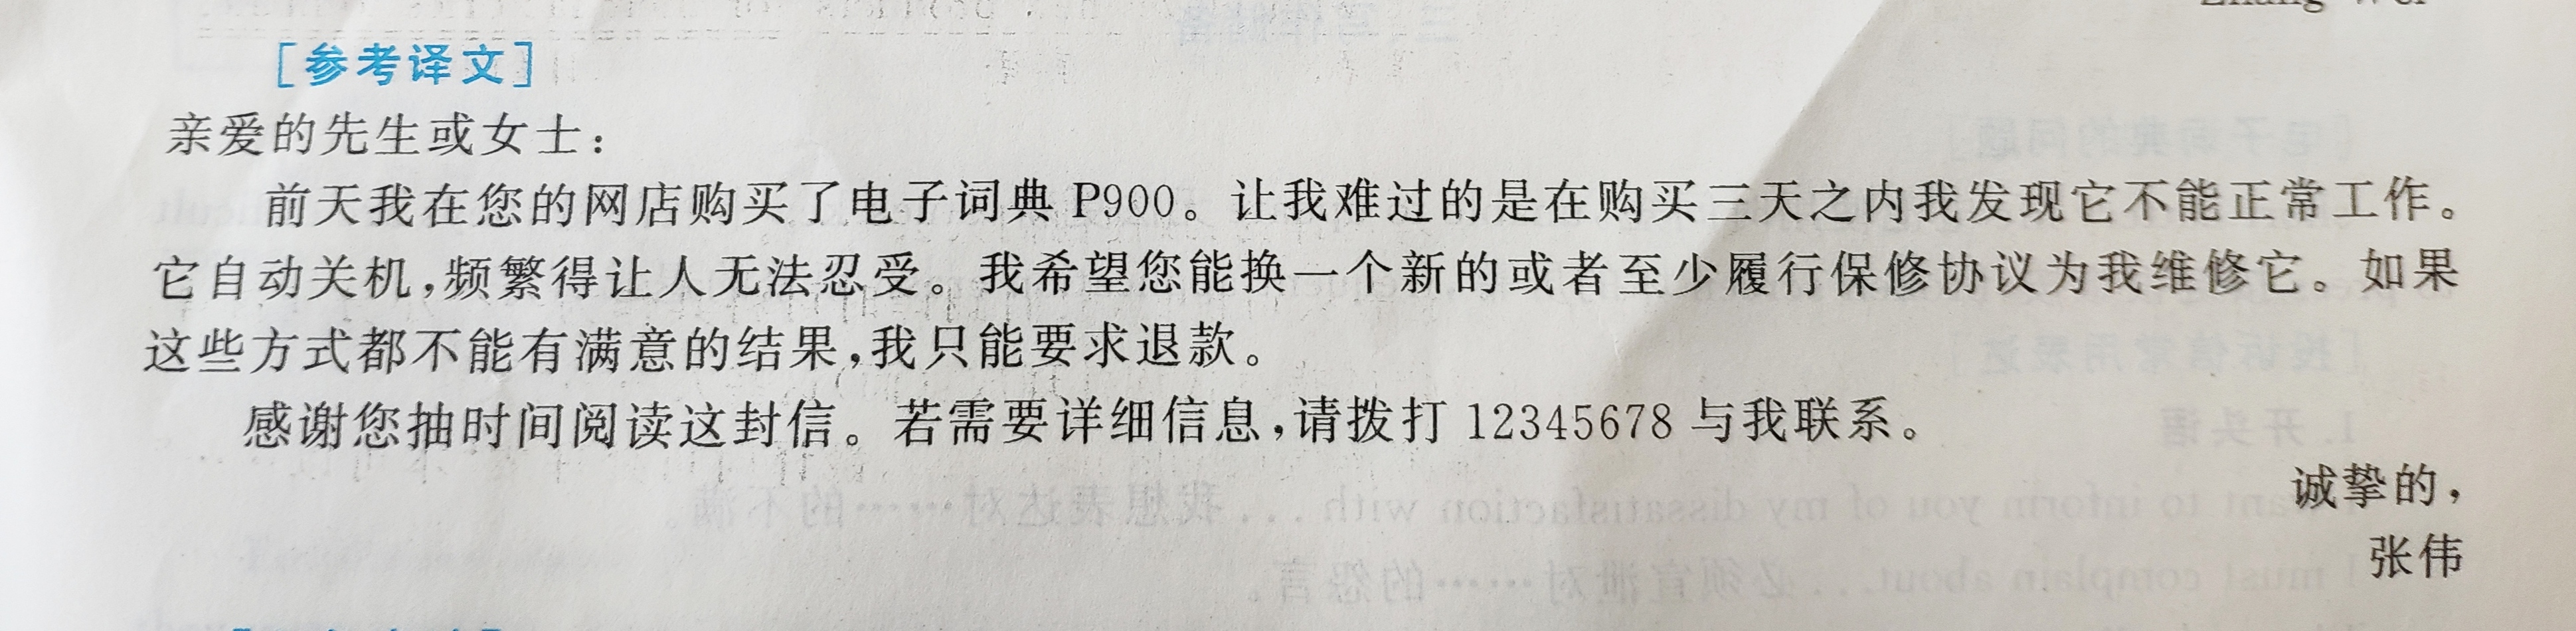 Zhang Wei
[参考译文]
亲爱的先生或女士：
前天我在您的网店购买了电子词典 P900。让我难过的是在购买三天之内我发现它不能正常工作。
它自动关机，频繁得让人无法忍受。我希望您能换一个新的或者至少履行保修协议为我维修它。如果
这些方式都不能有满意的结果，我只能要求退款。
感谢您抽时间阅读这封信。若需要详细信息，请拨打 12345678 与我联系。
诚挚的，
张伟